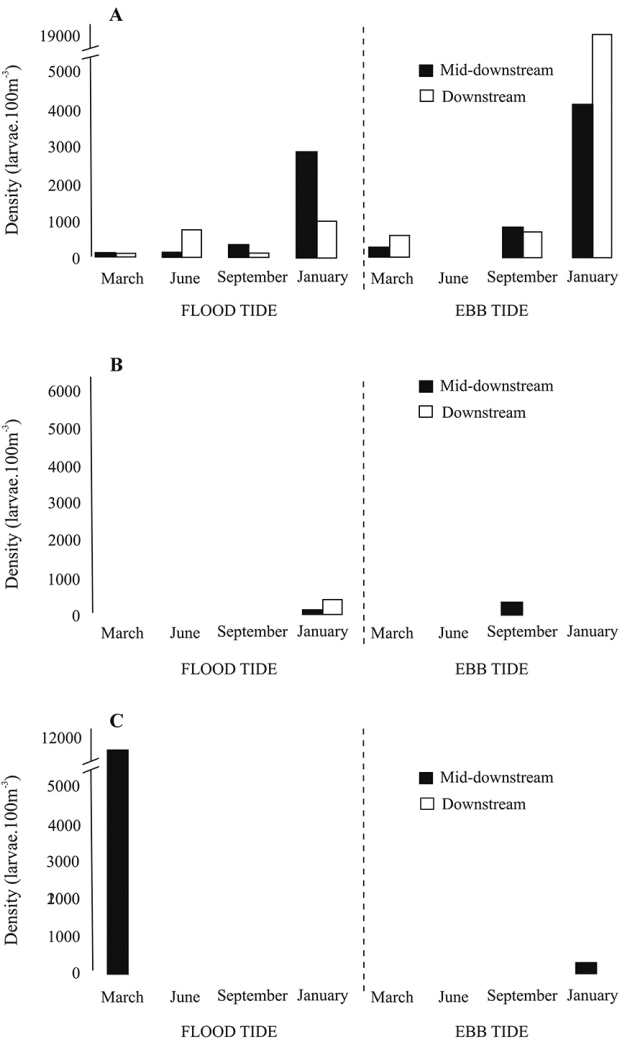 A
Density (larvae.100m⁻³)
19000
5000
4000
3000
2000
1000
0
Mid-downstream
Downstream
March June September January March June September January
FLOOD TIDE EBB TIDE
B
Density (larvae.100m⁻³)
6000
5000
4000
3000
2000
1000
0
Mid-downstream
Downstream
March June September January March June September January
FLOOD TIDE EBB TIDE
C
Density (larvae.100m⁻³)
12000
5000
4000
3000
2000
1000
0
Mid-downstream
Downstream
March June September January March June September January
FLOOD TIDE EBB TIDE